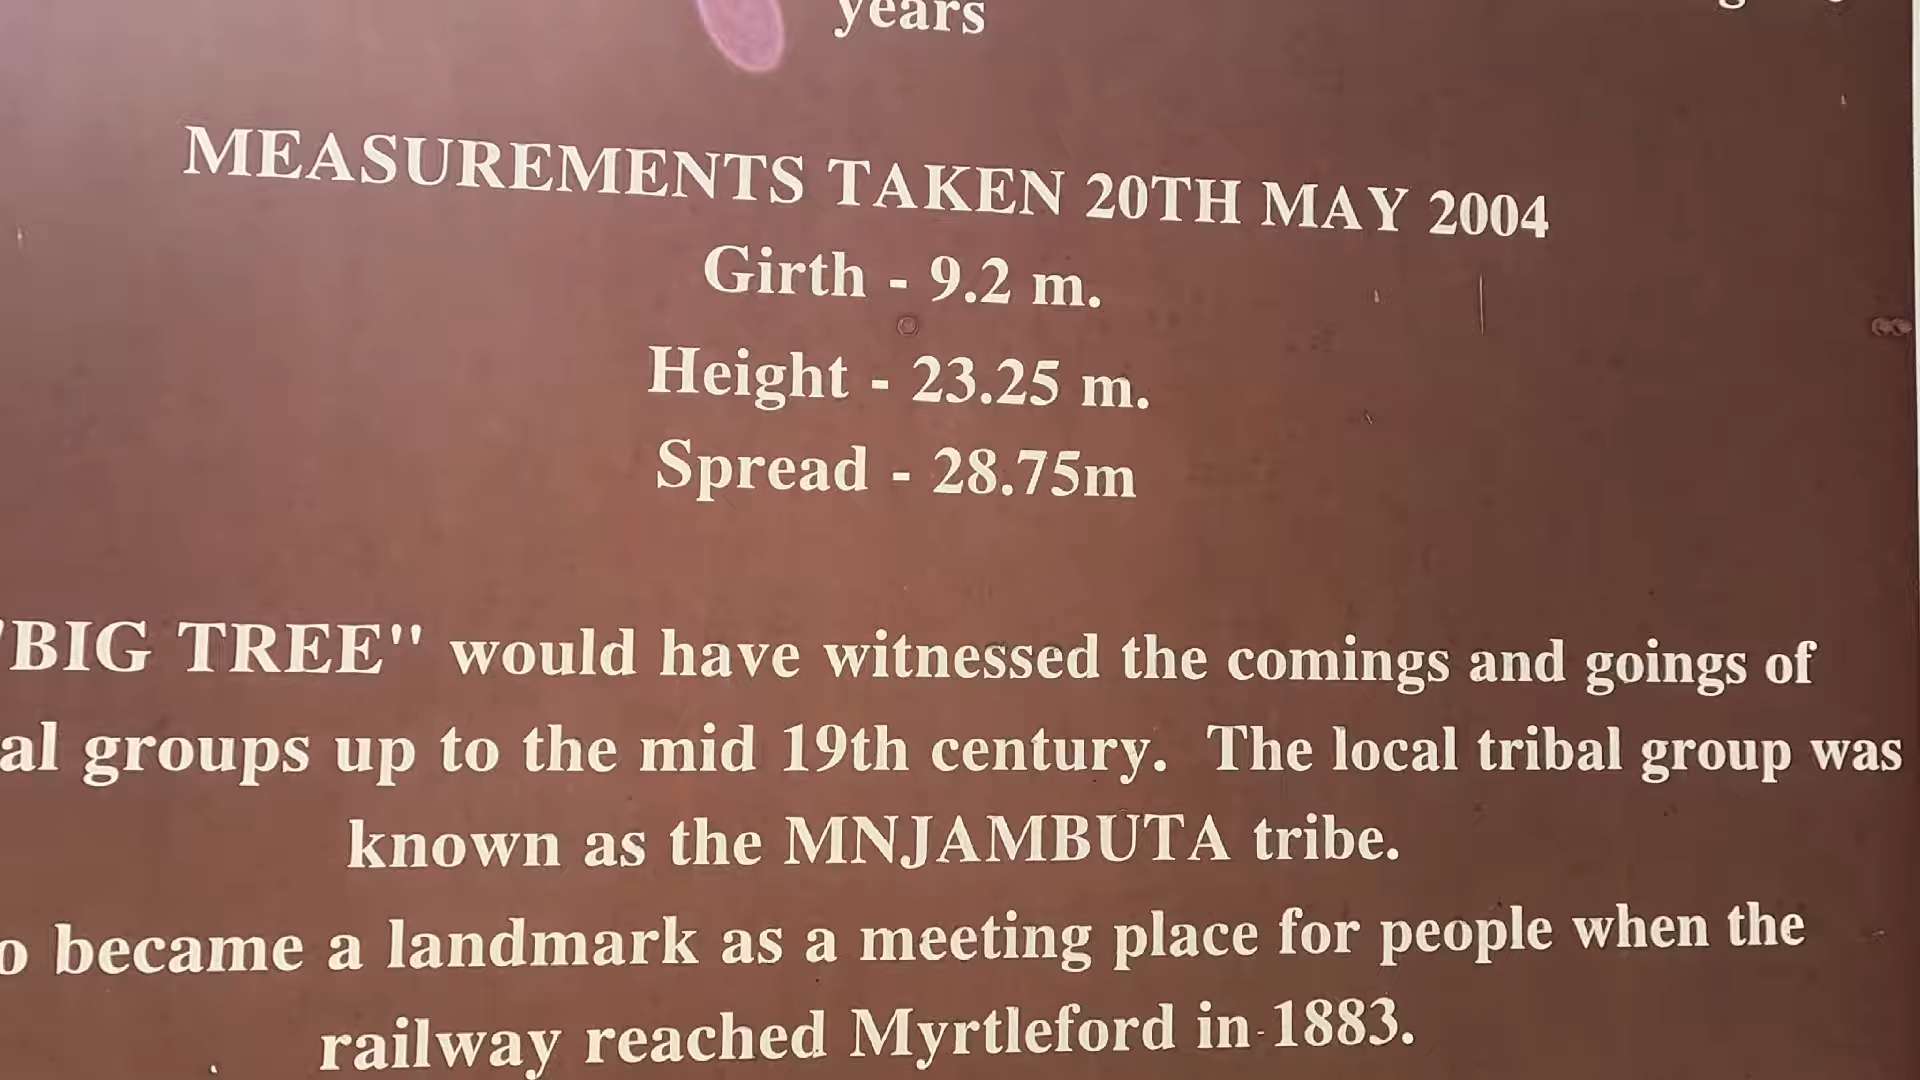 years
MEASUREMENTS TAKEN 20TH MAY 2004
Girth - 9.2 m.
Height - 23.25 m.
Spread - 28.75m
"BIG TREE" would have witnessed the comings and goings of
al groups up to the mid 19th century. The local tribal group was
known as the MNJAMBUTA tribe.
o became a landmark as a meeting place for people when the
railway reached Myrtleford in 1883.